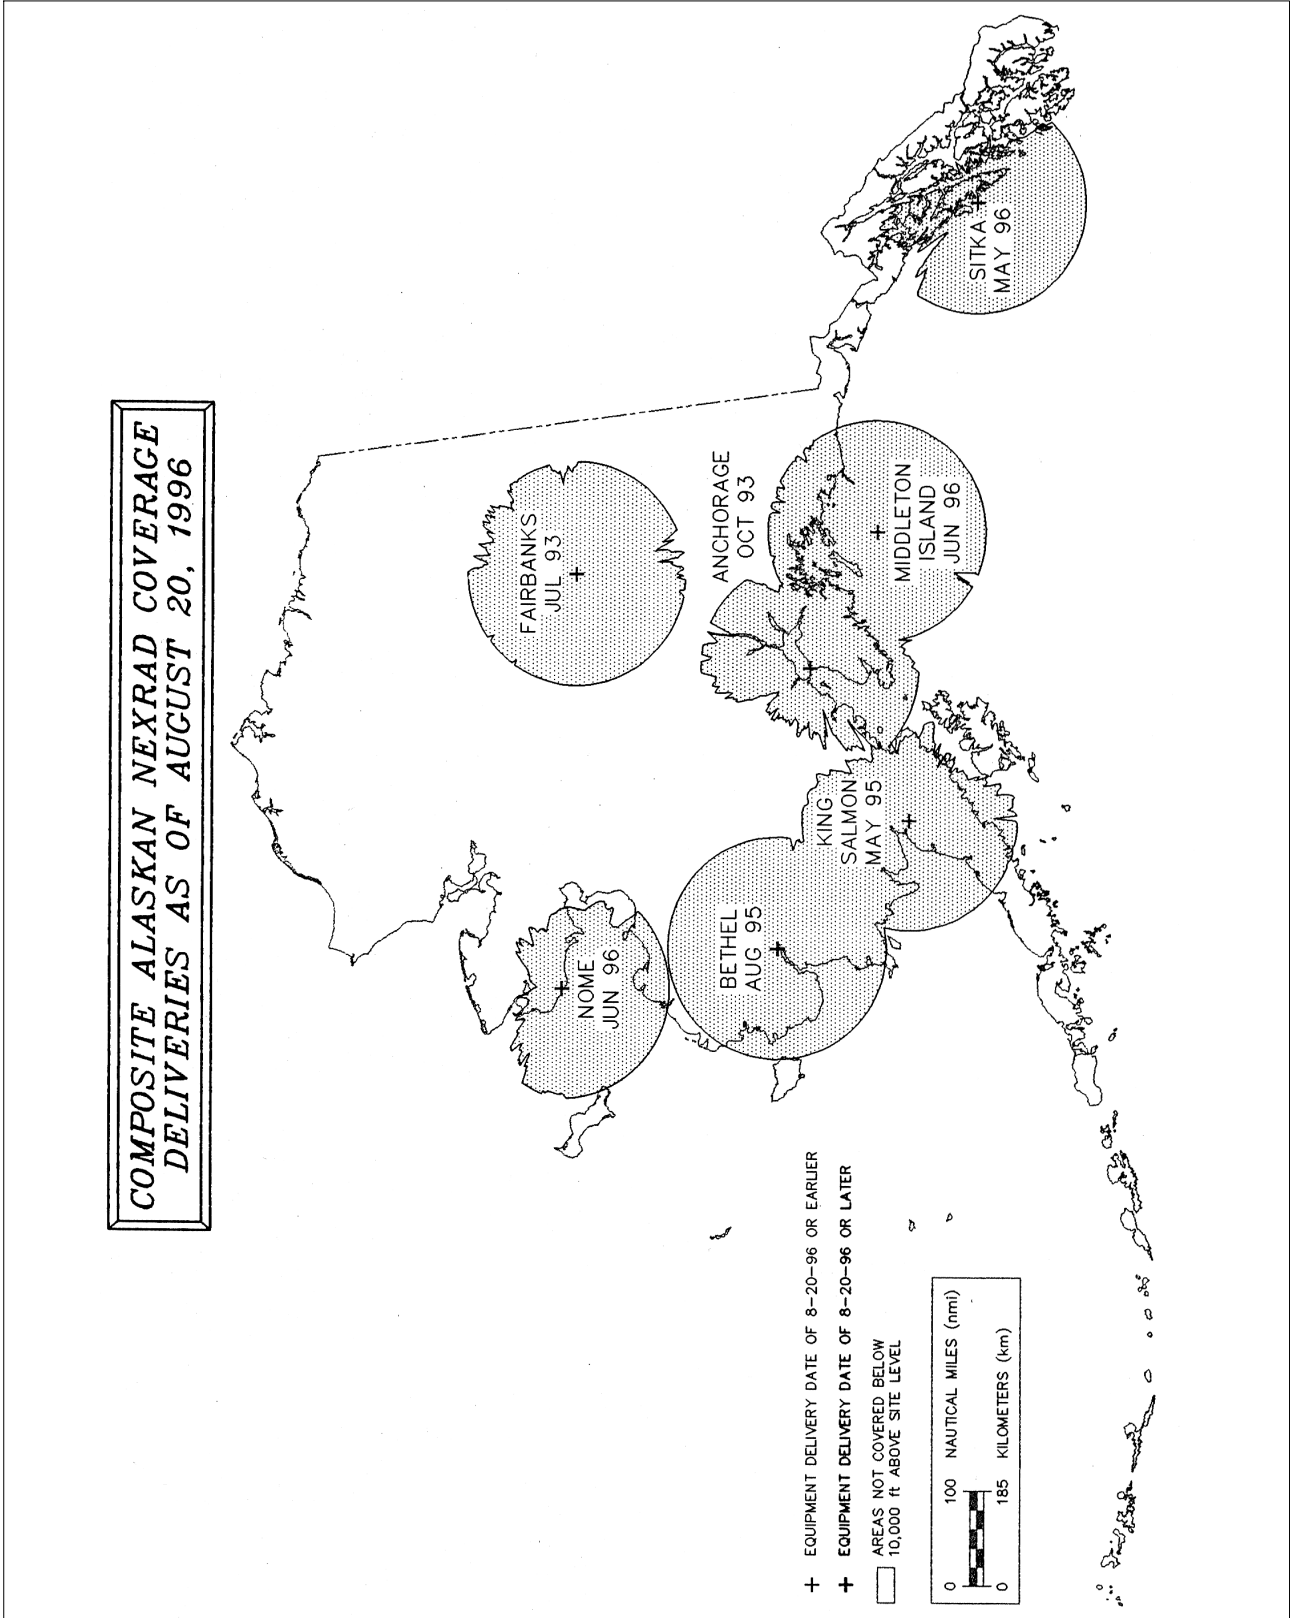 COMPOSITE ALASKAN NEXRAD COVERAGE
DELIVERIES AS OF AUGUST 20, 1996
FAIRBANKS
JUL 93
ANCHORAGE
OCT 93
MIDDLETON
ISLAND
JUN 96
SITKA
MAY 96
KING
SALMON
MAY 95
BETHEL
AUG 95
NOME
JUN 96
+ EQUIPMENT DELIVERY DATE OF 8-20-96 OR EARLIER
+ EQUIPMENT DELIVERY DATE OF 8-20-96 OR LATER
AREAS NOT COVERED BELOW
10,000 ft ABOVE SITE LEVEL
0 100 NAUTICAL MILES (nmi)
0 185 KILOMETERS (km)